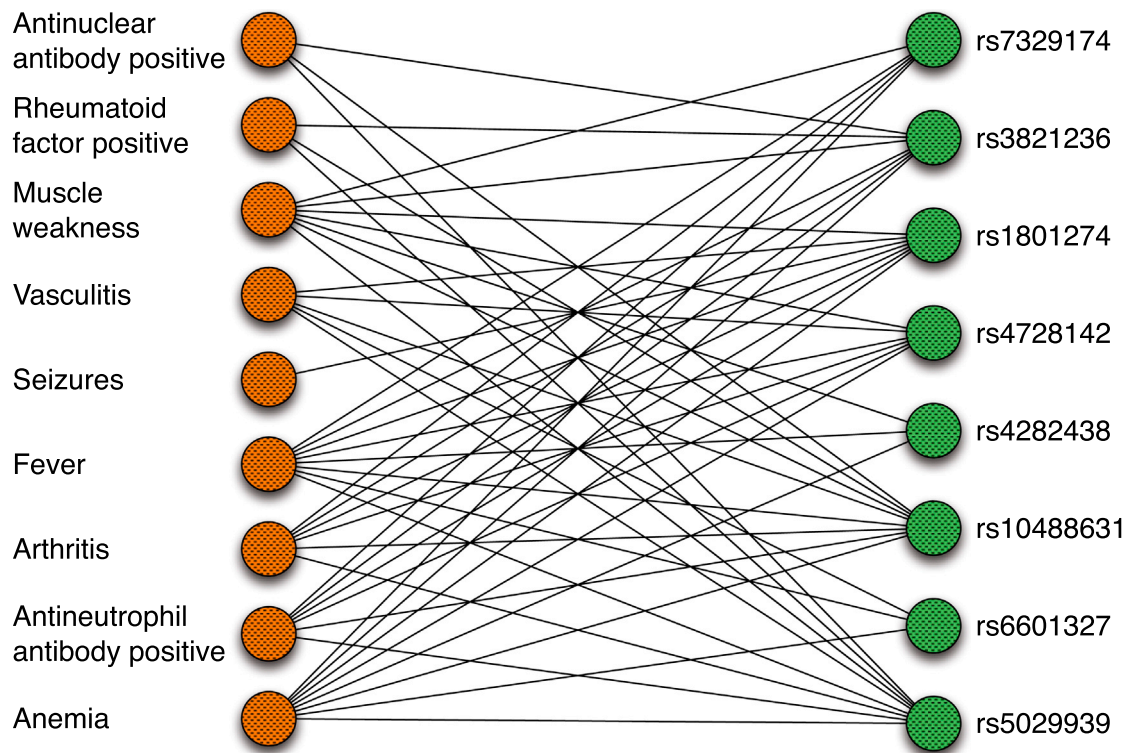 Antinuclear
antibody positive
Rheumatoid
factor positive
Muscle
weakness
Vasculitis
Seizures
Fever
Arthritis
Antineutrophil
antibody positive
Anemia
rs7329174
rs3821236
rs1801274
rs4728142
rs4282438
rs10488631
rs6601327
rs5029939